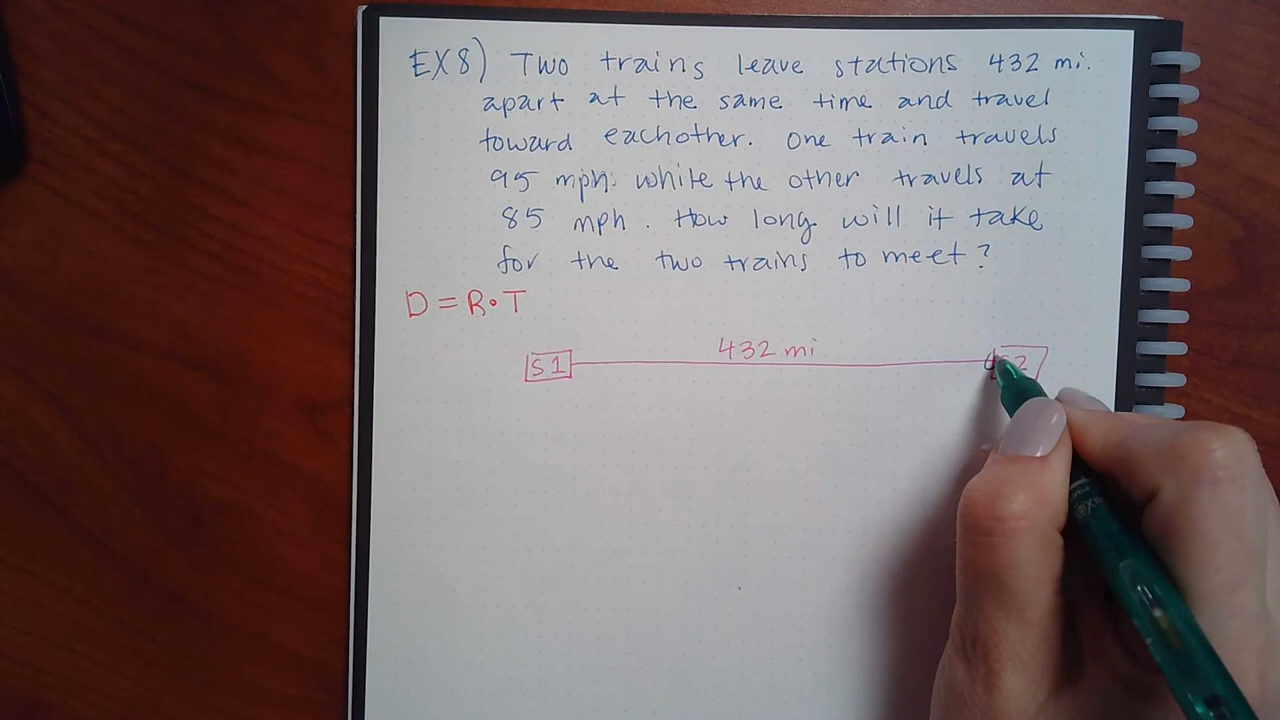 EX8) Two trains leave stations 432 mi.
apart at the same time and travel
toward eachother. One train travels
95 mph. while the other travels at
85 mph. How long will it take
for the two trains to meet?
D = R•T
432 mi
S1 S2